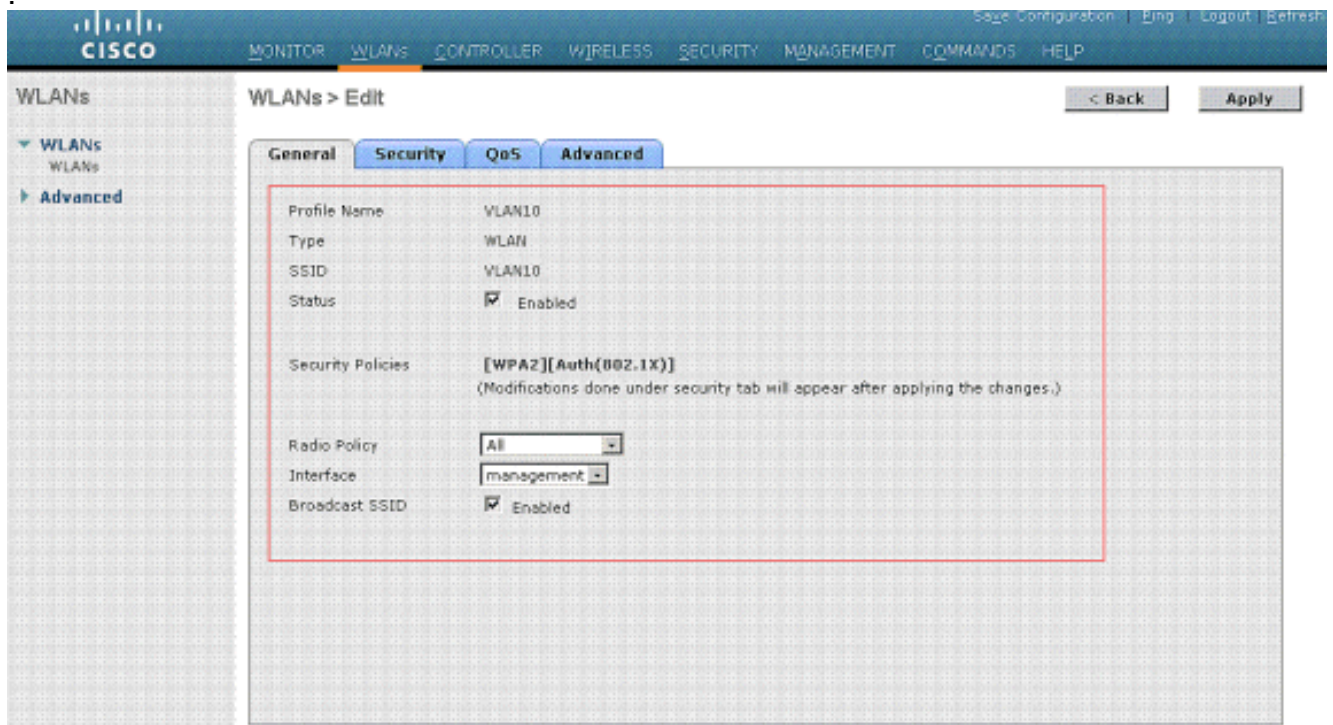 Save Configuration | Ping | Logout | Refresh
CISCO
MONITOR WLANs CONTROLLER WIRELESS SECURITY MANAGEMENT COMMANDS HELP
WLANs
WLANs > Edit
< Back
Apply
WLANs
WLANs
Advanced
General
Security
QoS
Advanced
Profile Name VLAN10
Type WLAN
SSID VLAN10
Status Enabled
Security Policies [WPA2][Auth(802.1X)]
(Modifications done under security tab will appear after applying the changes.)
Radio Policy All
Interface management
Broadcast SSID Enabled